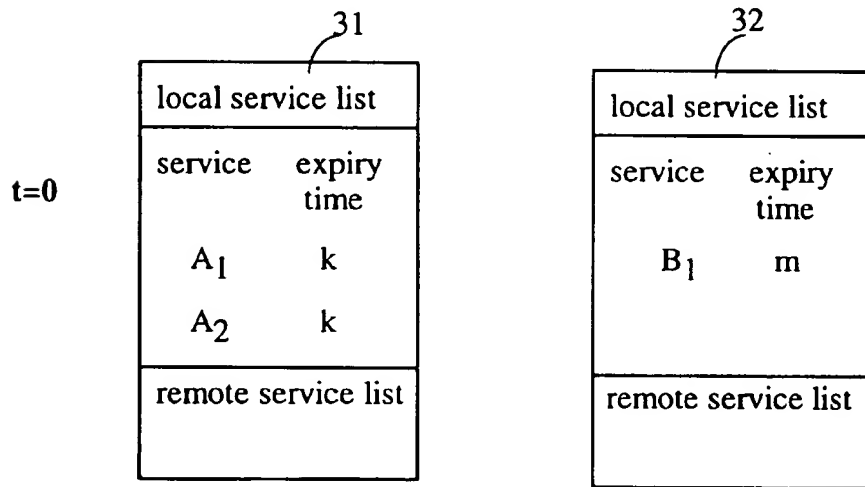 31
local service list
service expiry
time
A1 k
A2 k
remote service list
t=0
32
local service list
service expiry
time
B1 m
remote service list